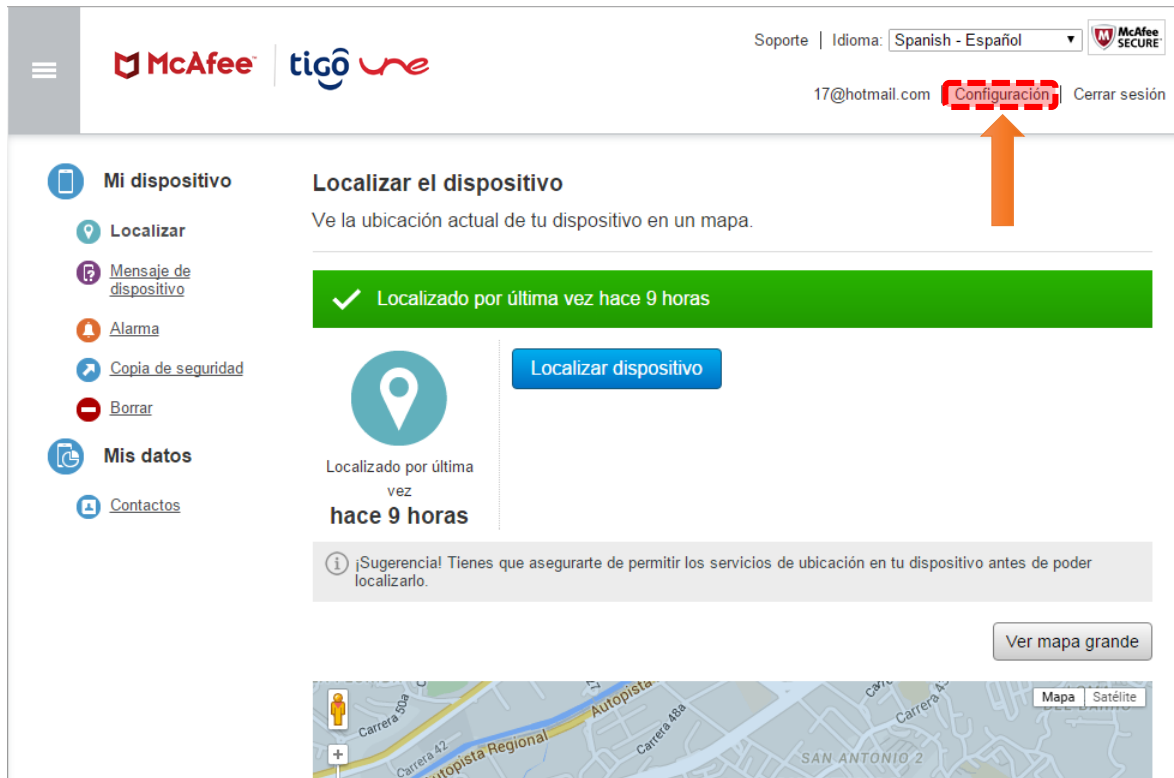 Soporte | Idioma: Spanish - Español
McAfee SECURE
McAfee
tigô une
17@hotmail.com | Configuración | Cerrar sesión
Mi dispositivo
Localizar
Mensaje de
dispositivo
Alarma
Copia de seguridad
Borrar
Mis datos
Contactos
Localizar el dispositivo
Ve la ubicación actual de tu dispositivo en un mapa.
Localizado por última vez hace 9 horas
Localizar dispositivo
Localizado por última
vez
hace 9 horas
¡Sugerencia! Tienes que asegurarte de permitir los servicios de ubicación en tu dispositivo antes de poder
localizarlo.
Ver mapa grande
Mapa Satélite
Carrera 50a
Autopista
Carrera 48a
Carrera 42
Autopista Regional
SAN ANTONIO 2